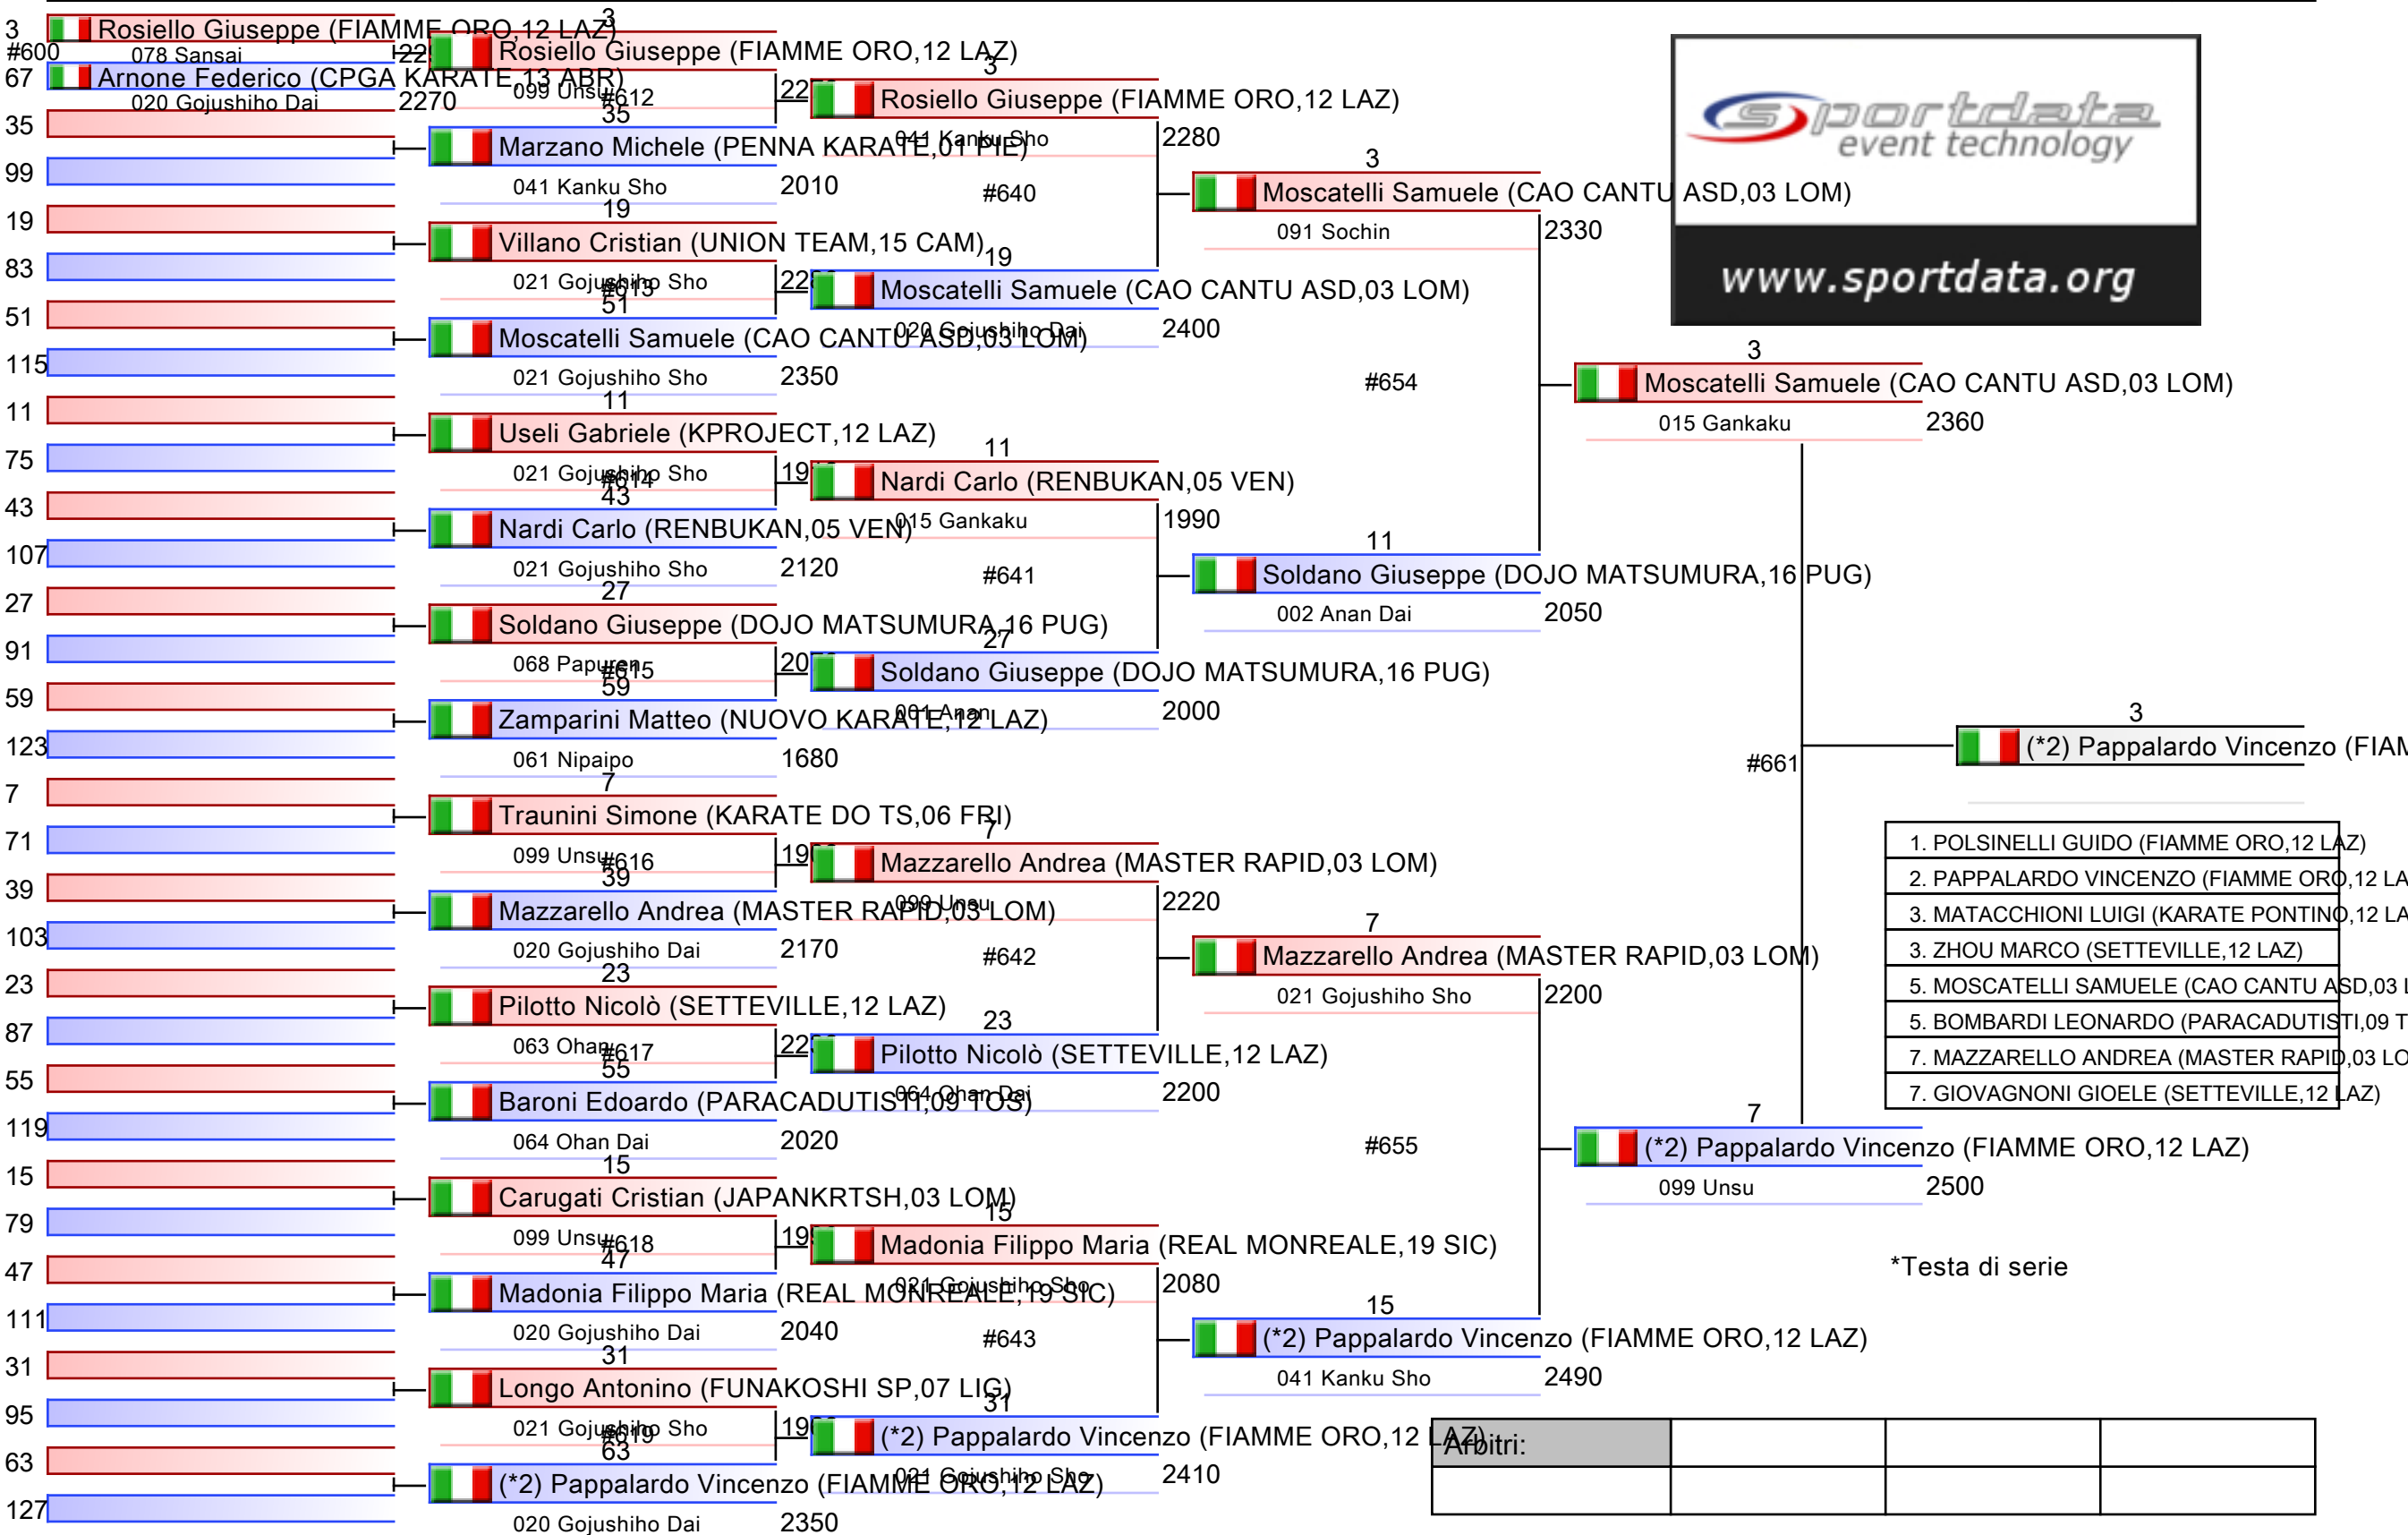 3
Rosiello Giuseppe (FIAMME ORO,12 LAZ)
#600
078 Sansai
67
Arnone Federico (CPGA KARATE,13 ABR)
020 Gojushiho Dai
2270
35
99
19
83
51
115
11
75
43
107
27
91
59
123
7
71
39
103
23
87
55
119
15
79
47
111
31
95
63
127
3
Rosiello Giuseppe (FIAMME ORO,12 LAZ)
099 Unsu
#612
35
Marzano Michele (PENNA KARATE,01 PIE)
041 Kanku Sho
2010
19
Villano Cristian (UNION TEAM,15 CAM)
021 Gojushiho Sho
#613
51
Moscatelli Samuele (CAO CANTU ASD,03 LOM)
021 Gojushiho Sho
2350
11
Useli Gabriele (KPROJECT,12 LAZ)
021 Gojushiho Sho
#614
43
Nardi Carlo (RENBUKAN,05 VEN)
021 Gojushiho Sho
2120
27
Soldano Giuseppe (DOJO MATSUMURA,16 PUG)
068 Papuren
#615
59
Zamparini Matteo (NUOVO KARATE,12 LAZ)
061 Nipaipo
1680
7
Traunini Simone (KARATE DO TS,06 FRI)
099 Unsu
#616
39
Mazzarello Andrea (MASTER RAPID,03 LOM)
020 Gojushiho Dai
2170
23
Pilotto Nicolò (SETTEVILLE,12 LAZ)
063 Ohan
#617
55
Baroni Edoardo (PARACADUTISTI,09 TOS)
064 Ohan Dai
2020
15
Carugati Cristian (JAPANKRTSH,03 LOM)
099 Unsu
#618
47
Madonia Filippo Maria (REAL MONREALE,19 SIC)
020 Gojushiho Dai
2040
31
Longo Antonino (FUNAKOSHI SP,07 LIG)
021 Gojushiho Sho
#619
63
(*2) Pappalardo Vincenzo (FIAMME ORO,12 LAZ)
020 Gojushiho Dai
2350
3
Rosiello Giuseppe (FIAMME ORO,12 LAZ)
041 Kanku Sho
2280
#640
19
Moscatelli Samuele (CAO CANTU ASD,03 LOM)
020 Gojushiho Dai
2400
11
Nardi Carlo (RENBUKAN,05 VEN)
015 Gankaku
1990
#641
27
Soldano Giuseppe (DOJO MATSUMURA,16 PUG)
001 Anan
2000
7
Mazzarello Andrea (MASTER RAPID,03 LOM)
099 Unsu
2220
#642
23
Pilotto Nicolò (SETTEVILLE,12 LAZ)
064 Ohan Dai
2200
15
Madonia Filippo Maria (REAL MONREALE,19 SIC)
021 Gojushiho Sho
2080
#643
31
(*2) Pappalardo Vincenzo (FIAMME ORO,12 LAZ)
021 Gojushiho Sho
2410
3
Moscatelli Samuele (CAO CANTU ASD,03 LOM)
091 Sochin
2330
#654
11
Soldano Giuseppe (DOJO MATSUMURA,16 PUG)
002 Anan Dai
2050
7
Mazzarello Andrea (MASTER RAPID,03 LOM)
021 Gojushiho Sho
2200
#655
15
(*2) Pappalardo Vincenzo (FIAMME ORO,12 LAZ)
041 Kanku Sho
2490
sportdata
event technology
www.sportdata.org
3
Moscatelli Samuele (CAO CANTU ASD,03 LOM)
015 Gankaku
2360
#661
7
(*2) Pappalardo Vincenzo (FIAMME ORO,12 LAZ)
099 Unsu
2500
3
(*2) Pappalardo Vincenzo
1. POLSINELLI GUIDO (FIAMME ORO,12 LAZ)
2. PAPPALARDO VINCENZO (FIAMME ORO,12
3. MATACCHIONI LUIGI (KARATE PONTINO,12
3. ZHOU MARCO (SETTEVILLE,12 LAZ)
5. MOSCATELLI SAMUELE (CAO CANTU ASD,03
5. BOMBARDI LEONARDO (PARACADUTISTI,09
7. MAZZARELLO ANDREA (MASTER RAPID,03
7. GIOVAGNONI GIOELE (SETTEVILLE,12 LAZ)
*Testa di serie
Arbitri: